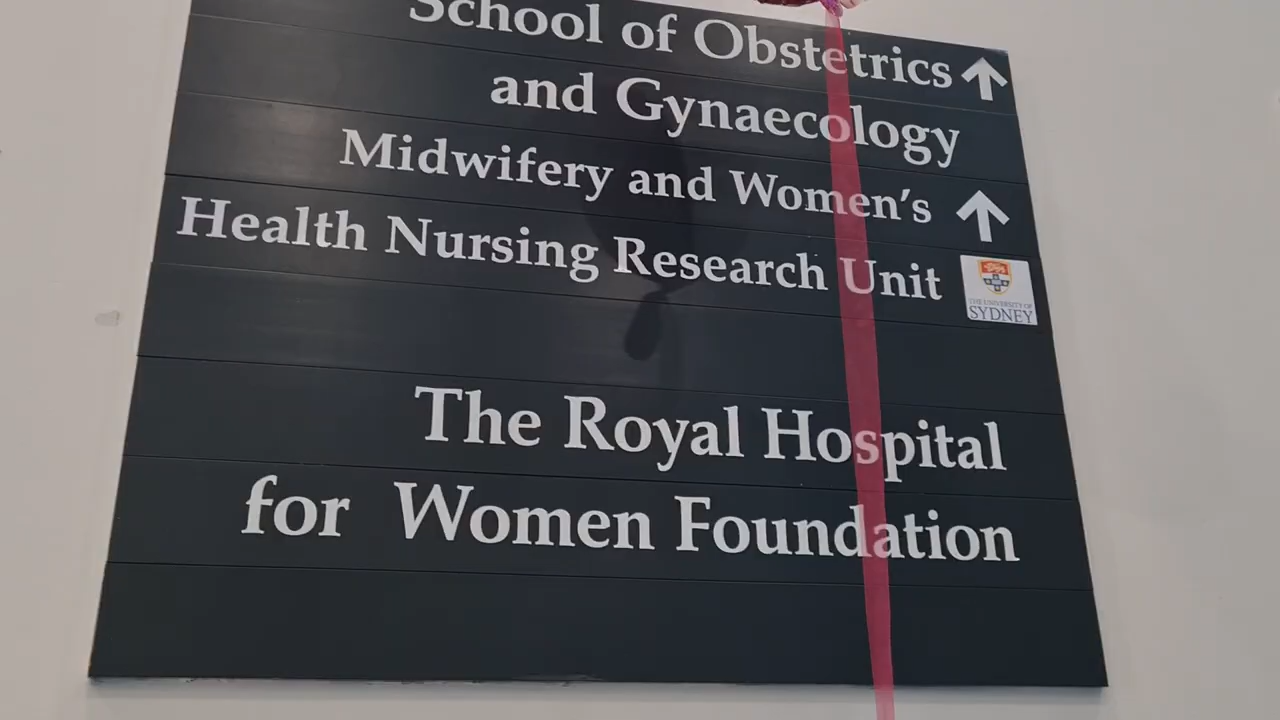 School of Obstetrics
and Gynaecology
Midwifery and Women's
Health Nursing Research Unit
THE UNIVERSITY OF
SYDNEY
The Royal Hospital
for Women Foundation